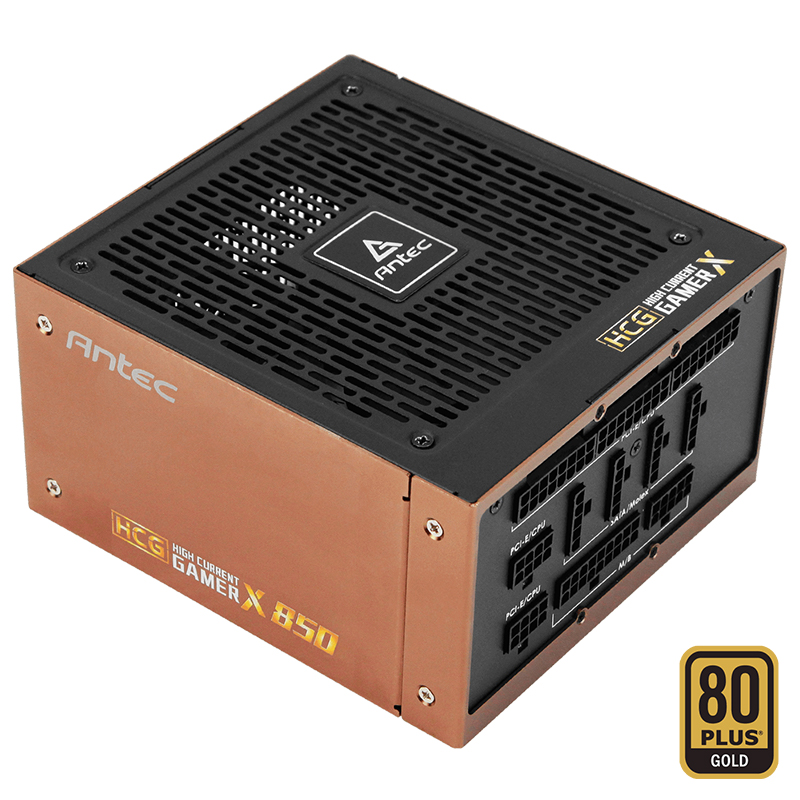 Antec
HCG HIGH CURRENT
GAMER X
Antec
HCG HIGH CURRENT
GAMER X 850
PCI-E/CPU
SATA/Molex
PCI-E/CPU
M/B
PCI-E/CPU
80
PLUS®
GOLD